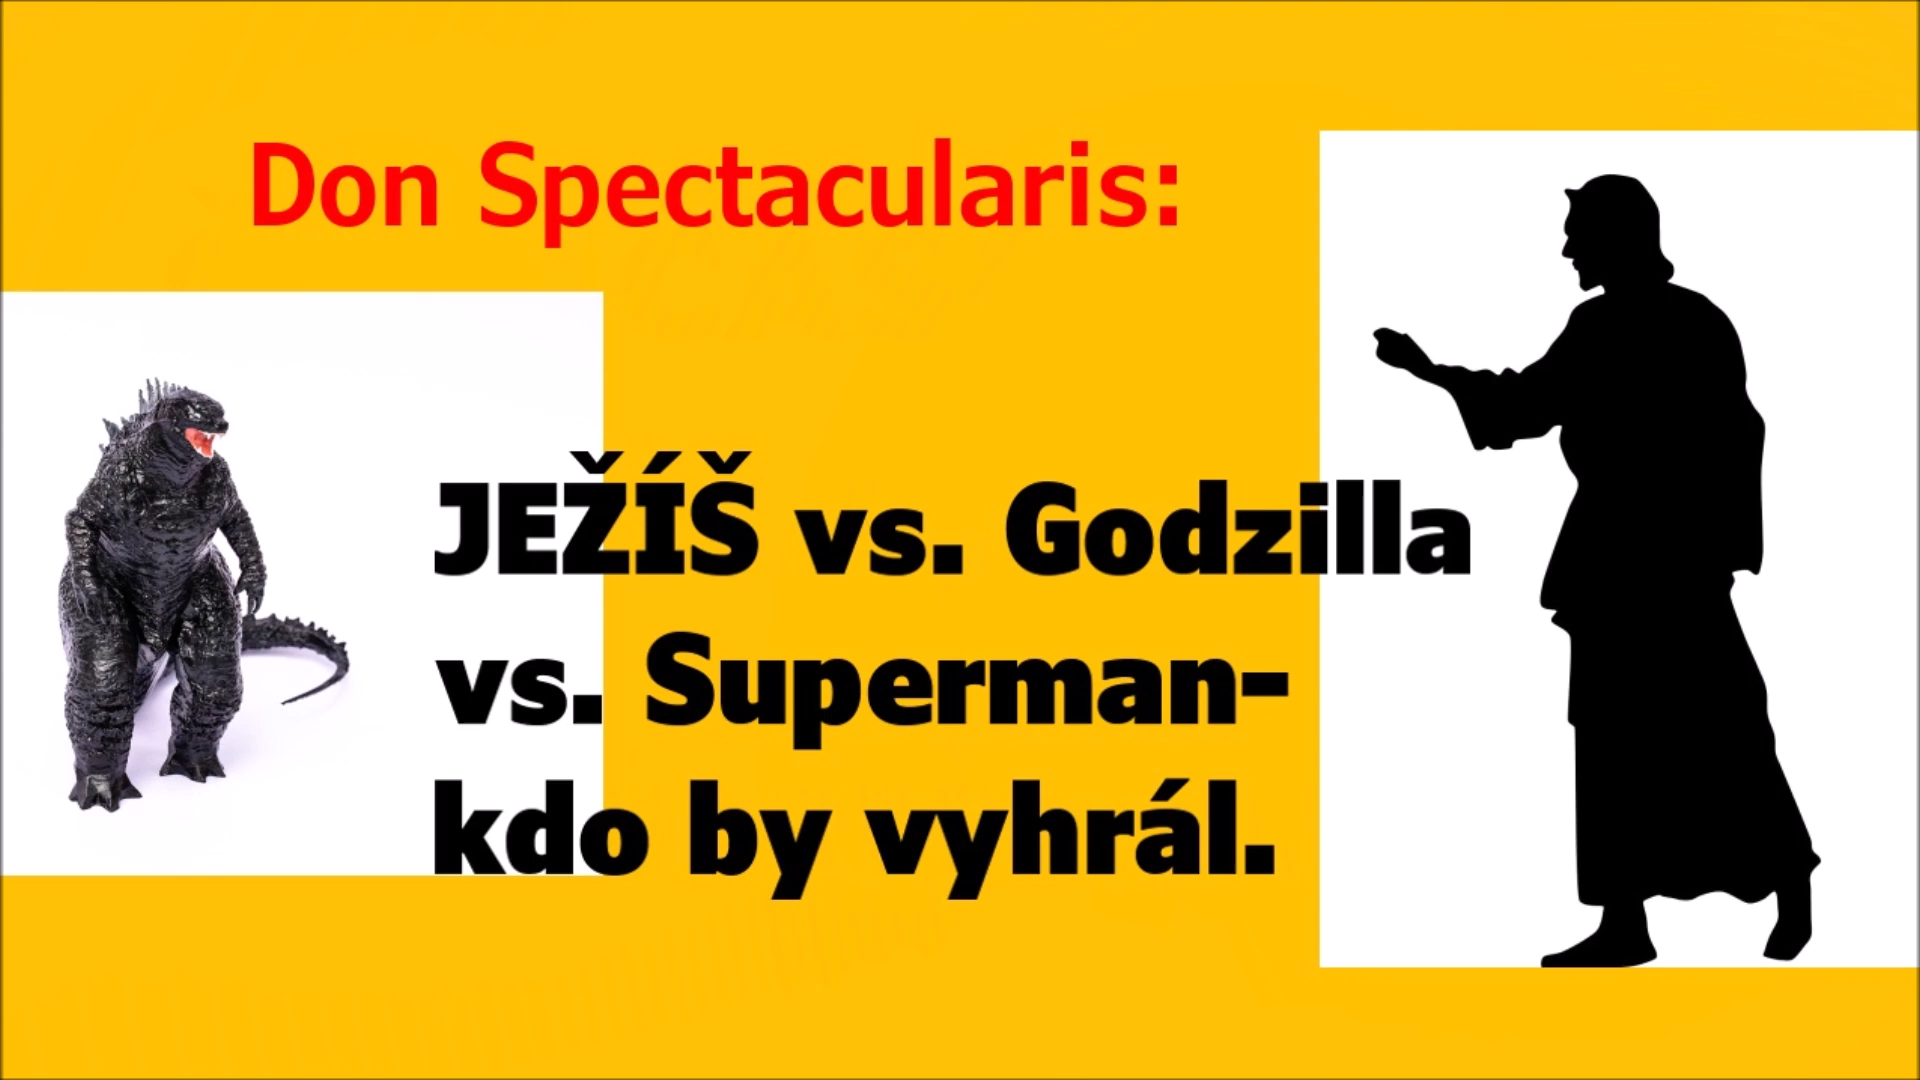 Don Spectacularis:
JEŽÍŠ vs. Godzilla
vs. Superman-
kdo by vyhrál.